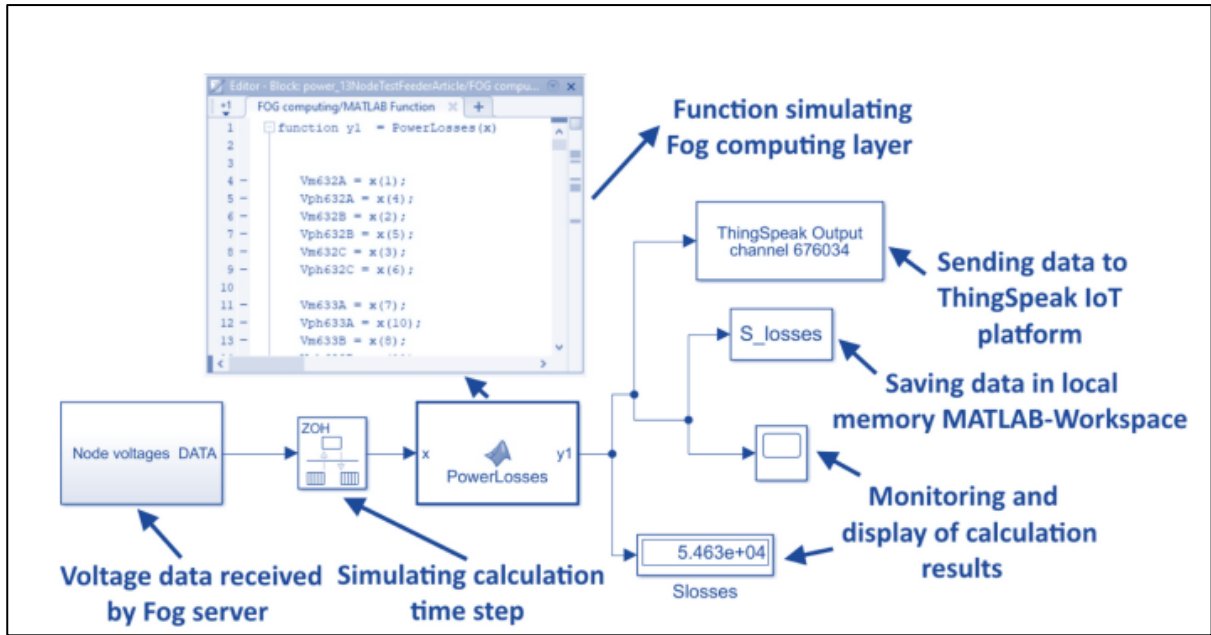 Editor - Block: power_13NodeTestFeederArticle/FOG compu...
FOG computing/MATLAB Function
+
1 function y1 = PowerLosses(x)
2
3
4 - Vm632A = x(1);
5 - Vph632A = x(4);
6 - Vm632B = x(2);
7 - Vph632B = x(5);
8 - Vm632C = x(3);
9 - Vph632C = x(6);
10
11 - Vm633A = x(7);
12 - Vph633A = x(10);
13 - Vm633B = x(8);
Function simulating
Fog computing layer
ThingSpeak Output
channel 676034
Sending data to
ThingSpeak IoT
platform
S_losses
Saving data in local
memory MATLAB-Workspace
Node voltages DATA
ZOH
x
y1
PowerLosses
Monitoring and
display of calculation
results
5.463e+04
Slosses
Voltage data received
by Fog server
Simulating calculation
time step